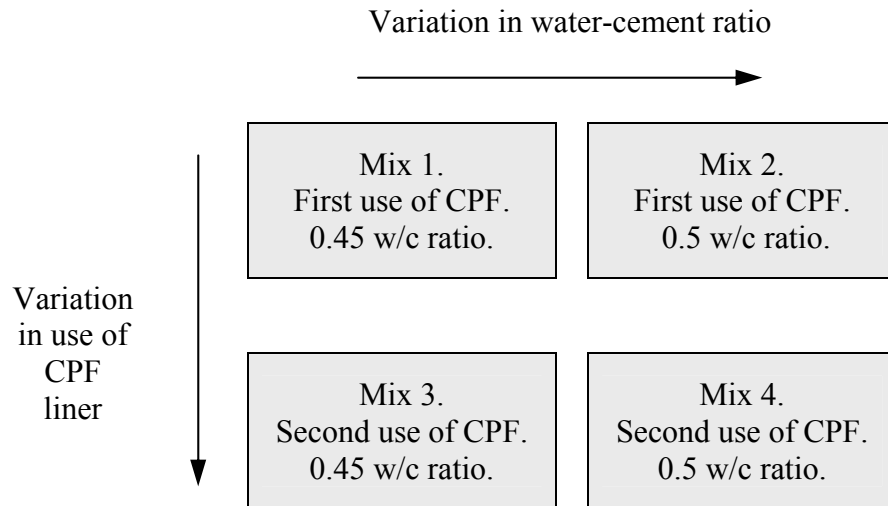 Variation in water-cement ratio
Mix 1.
First use of CPF.
0.45 w/c ratio.
Mix 2.
First use of CPF.
0.5 w/c ratio.
Variation
in use of
CPF
liner
Mix 3.
Second use of CPF.
0.45 w/c ratio.
Mix 4.
Second use of CPF.
0.5 w/c ratio.